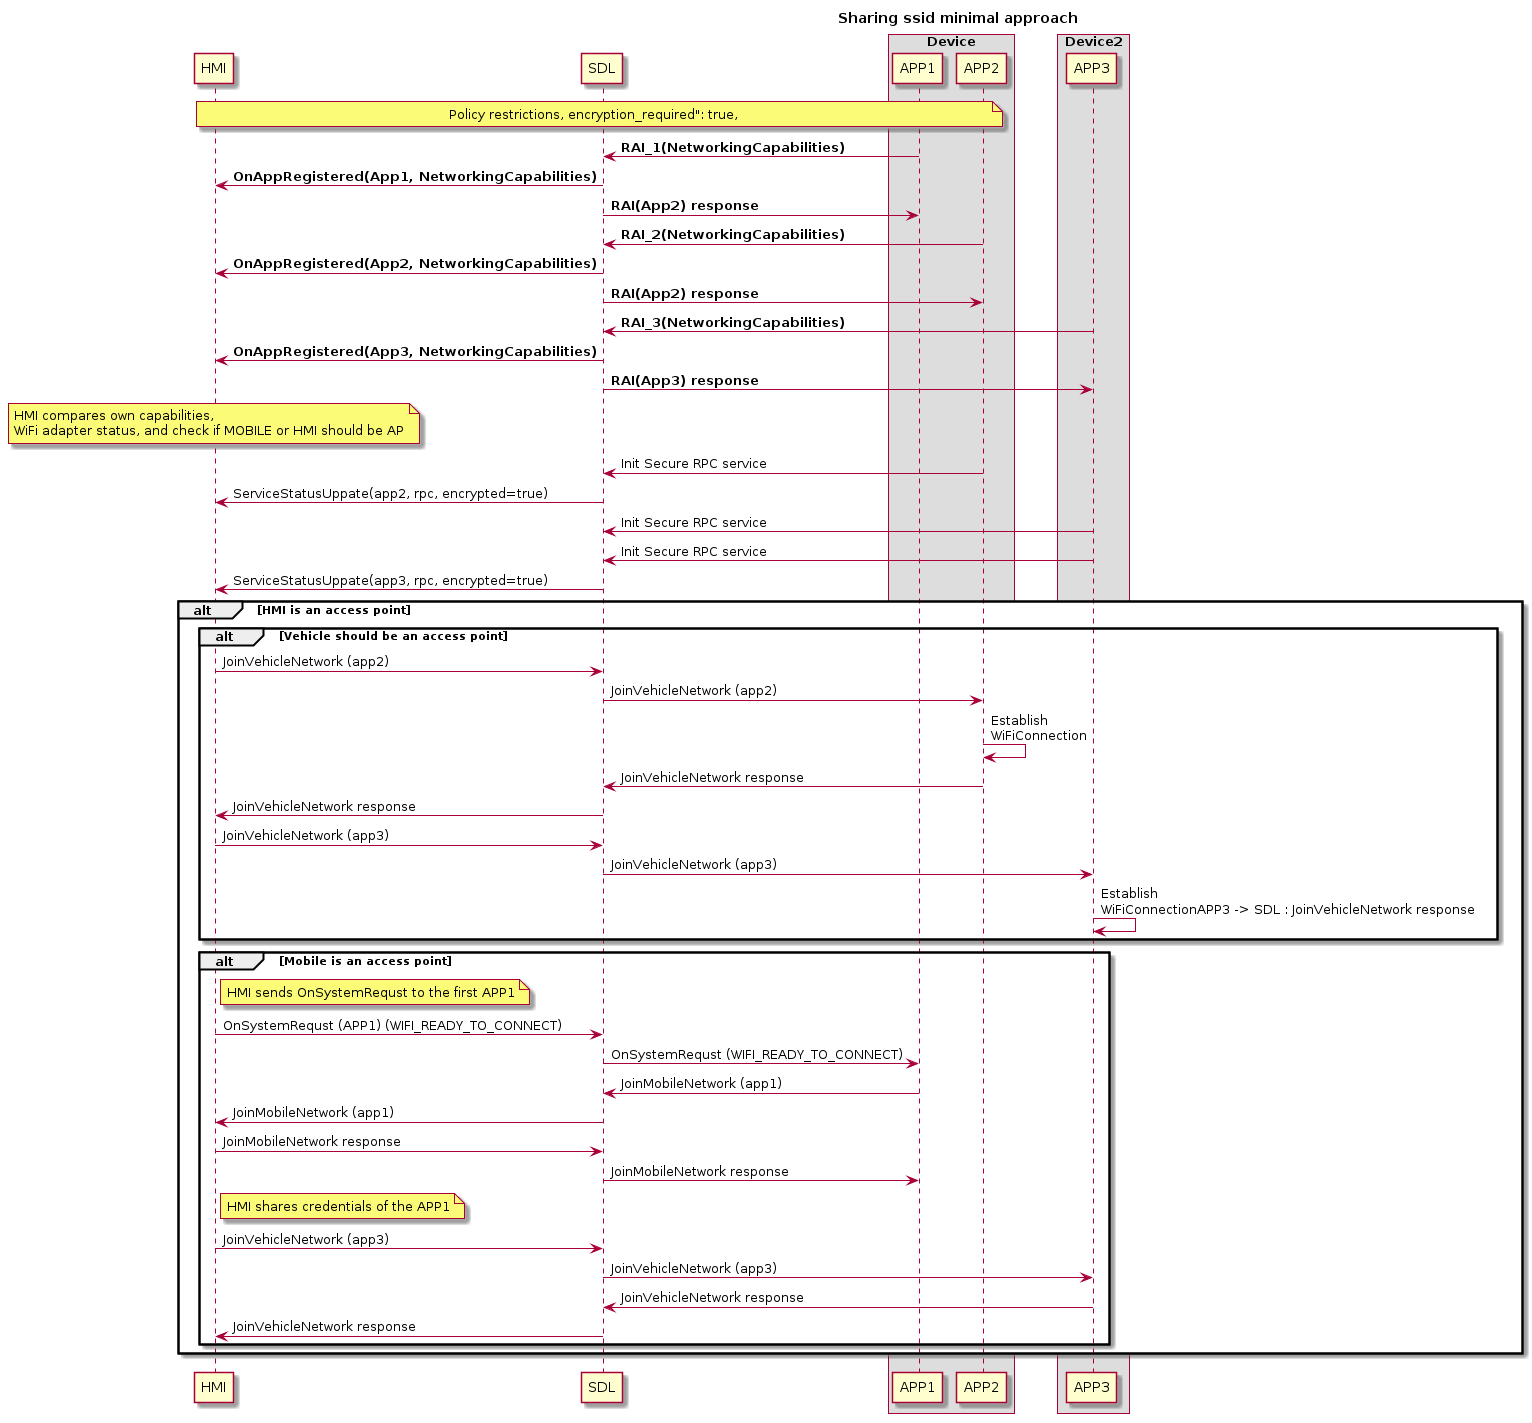 Sharing ssid minimal approach
Device
Device2
HMI
SDL
APP1
APP2
APP3
Policy restrictions, encryption_required": true,
RAI_1(NetworkingCapabilities)
OnAppRegistered(App1, NetworkingCapabilities)
RAI(App2) response
RAI_2(NetworkingCapabilities)
OnAppRegistered(App2, NetworkingCapabilities)
RAI(App2) response
RAI_3(NetworkingCapabilities)
OnAppRegistered(App3, NetworkingCapabilities)
RAI(App3) response
HMI compares own capabilities,
WiFi adapter status, and check if MOBILE or HMI should be AP
Init Secure RPC service
ServiceStatusUppate(app2, rpc, encrypted=true)
Init Secure RPC service
Init Secure RPC service
ServiceStatusUppate(app3, rpc, encrypted=true)
alt [HMI is an access point]
alt [Vehicle should be an access point]
JoinVehicleNetwork (app2)
JoinVehicleNetwork (app2)
Establish
WiFiConnection
JoinVehicleNetwork response
JoinVehicleNetwork response
JoinVehicleNetwork (app3)
JoinVehicleNetwork (app3)
Establish
WiFiConnectionAPP3 -> SDL : JoinVehicleNetwork response
alt [Mobile is an access point]
HMI sends OnSystemRequst to the first APP1
OnSystemRequst (APP1) (WIFI_READY_TO_CONNECT)
OnSystemRequst (WIFI_READY_TO_CONNECT)
JoinMobileNetwork (app1)
JoinMobileNetwork (app1)
JoinMobileNetwork response
JoinMobileNetwork response
HMI shares credentials of the APP1
JoinVehicleNetwork (app3)
JoinVehicleNetwork (app3)
JoinVehicleNetwork response
JoinVehicleNetwork response
HMI
SDL
APP1
APP2
APP3